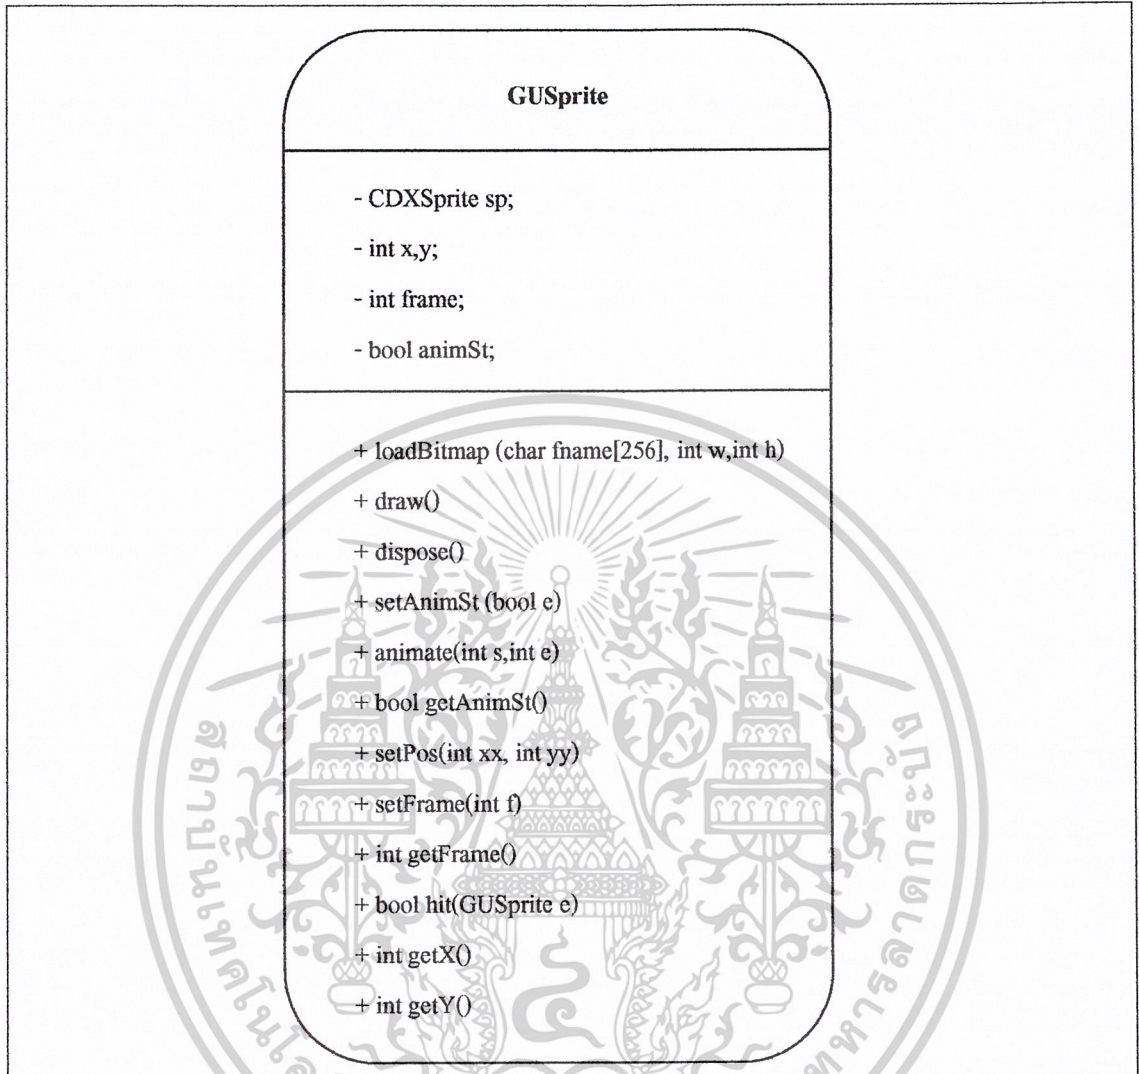 GUSprite
- CDXSprite sp;
- int x,y;
- int frame;
- bool animSt;
+ loadBitmap (char fname[256], int w,int h)
+ draw()
+ dispose()
+ setAnimSt (bool e)
+ animate(int s,int e)
+ bool getAnimSt()
+ setPos(int xx, int yy)
+ setFrame(int f)
+ int getFrame()
+ bool hit(GUSprite e)
+ int getX()
+ int getY()